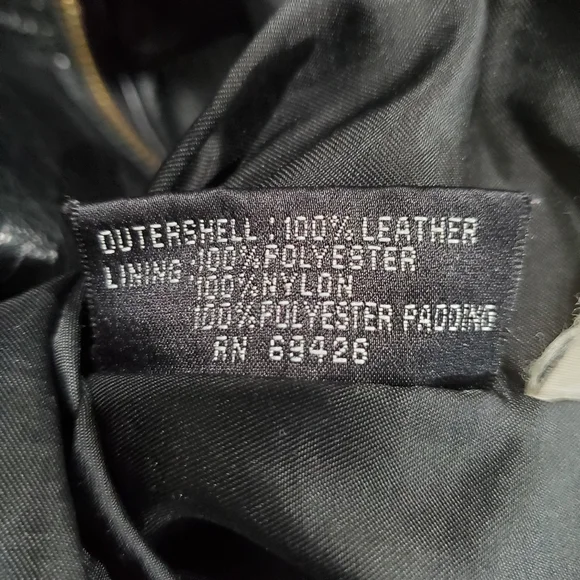 OUTERSHELL : 100% LEATHER
LINING : 100% POLYESTER
100% NYLON
100% POLYESTER PADDING
RN 69426